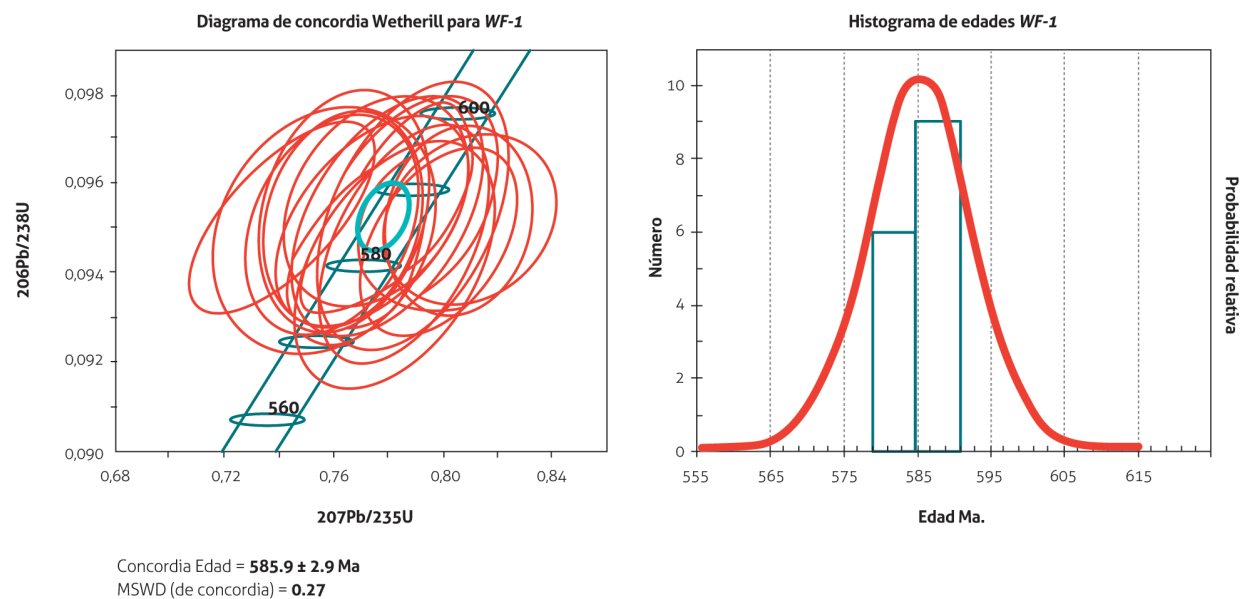 Diagrama de concordia Wetherill para WF-1
206Pb/238U
0,098
0,096
0,094
0,092
0,090
600
580
560
0,68
0,72
0,76
0,80
0,84
207Pb/235U
Concordia Edad = 585.9 ± 2.9 Ma
MSWD (de concordia) = 0.27
Histograma de edades WF-1
Número
10
8
6
4
2
0
555
565
575
585
595
605
615
Edad Ma.
Probabilidad relativa